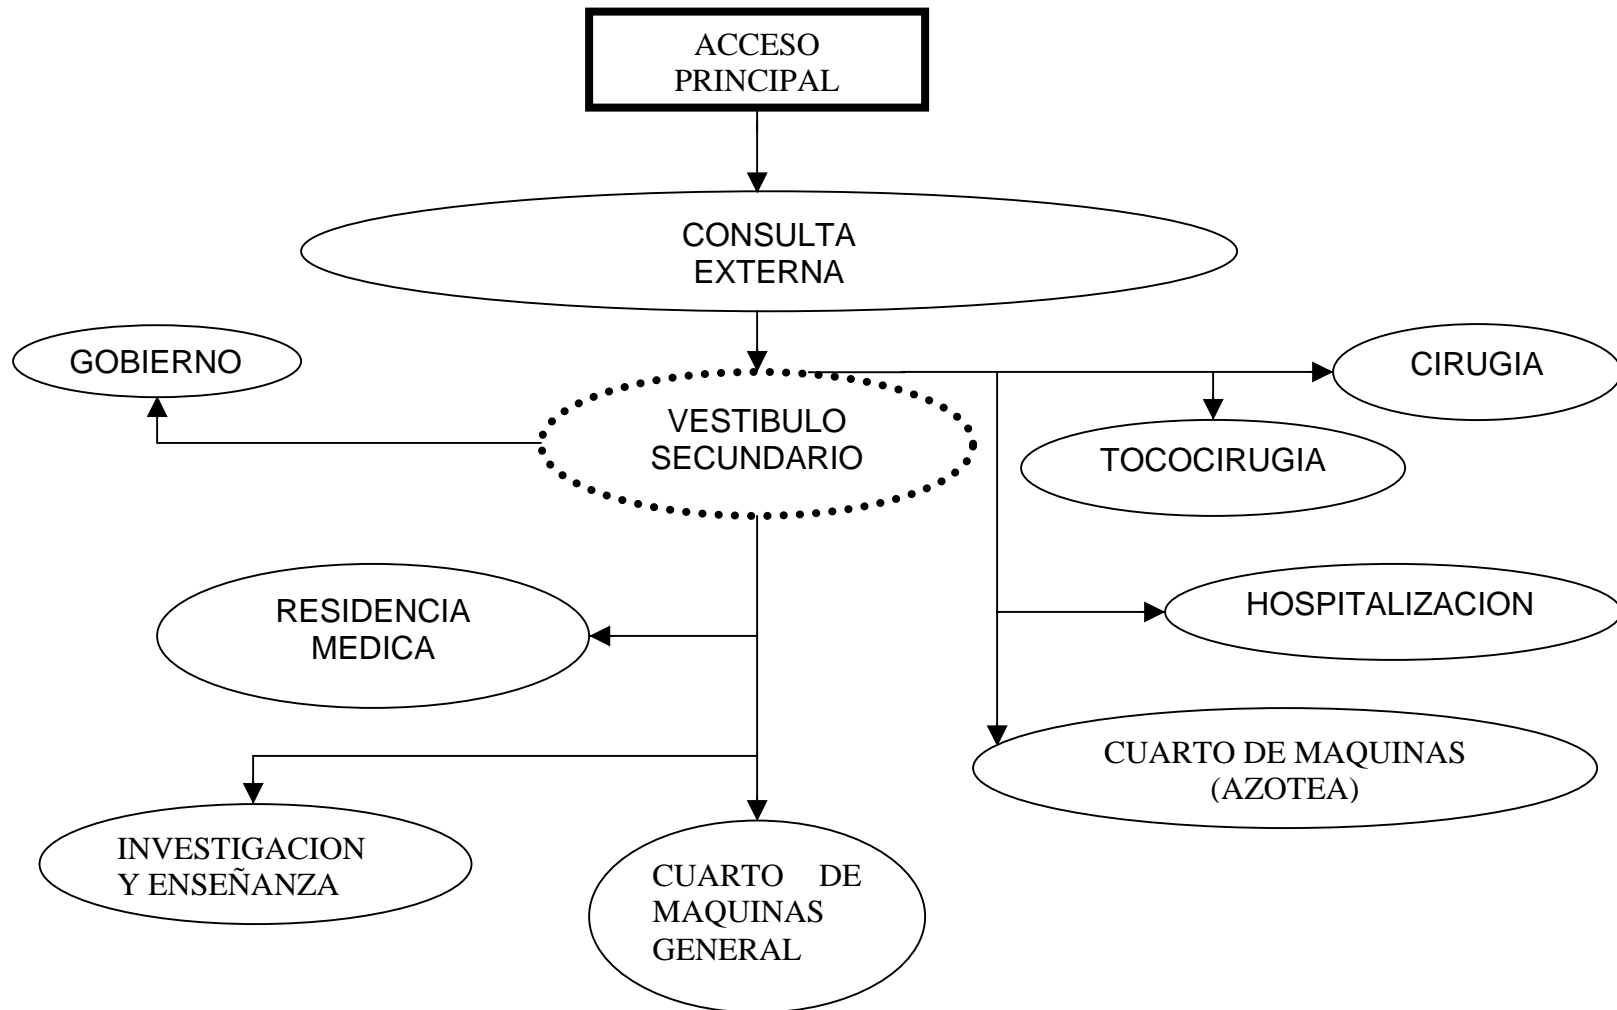 ACCESO
PRINCIPAL
CONSULTA
EXTERNA
GOBIERNO
CIRUGIA
VESTIBULO
SECUNDARIO
TOCOCIRUGIA
RESIDENCIA
MEDICA
HOSPITALIZACION
CUARTO DE MAQUINAS
(AZOTEA)
INVESTIGACION
Y ENSEÑANZA
CUARTO DE
MAQUINAS
GENERAL